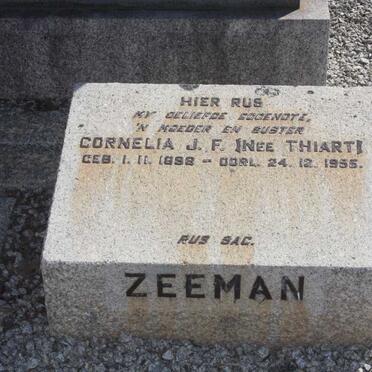 HIER RUS
MY GELIEFDE EGGENOTE,
'N MOEDER EN SUSTER
CORNELIA J. F. (NEE THIART)
GEB. 1. 11. 1898 - OORL. 24. 12. 1955.
RUS SAG.
ZEEMAN